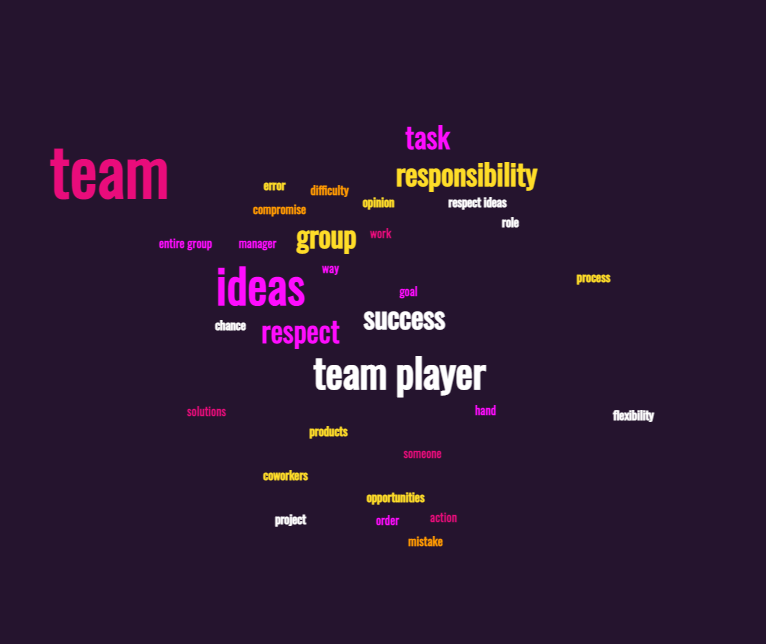 task
team
responsibility
error
difficulty
opinion
respect ideas
compromise
role
group
work
entire group
manager
way
process
ideas
goal
success
chance
respect
team player
solutions
hand
flexibility
products
someone
coworkers
opportunities
project
order
action
mistake